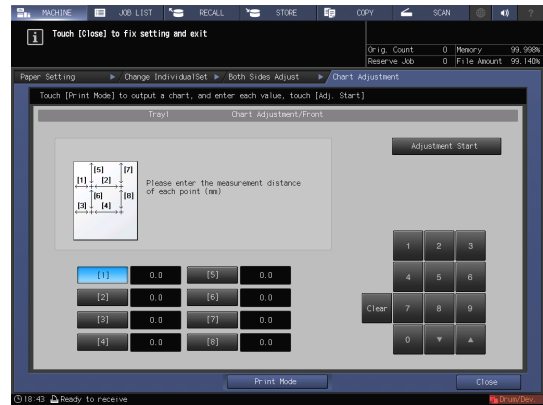 MACHINE JOB LIST RECALL STORE COPY SCAN ?
Touch [Close] to fix setting and exit
Orig. Count 0 Memory 99.998%
Reserve Job 0 File Amount 99.140%
Paper Setting Change IndividualSet Both Sides Adjust Chart Adjustment
Touch [Print Mode] to output a chart, and enter each value, touch [Adj. Start]
Tray1 Chart Adjustment/Front
Adjustment Start
[5] [7]
[1] [2]
[6] [8]
[3] [4]
Please enter the measurement distance
of each point (mm)
[1] 0.0 [5] 0.0
[2] 0.0 [6] 0.0
[3] 0.0 [7] 0.0
[4] 0.0 [8] 0.0
1 2 3
4 5 6
Clear 7 8 9
0 ▼ ▲
Print Mode Close
18:43 Ready to receive Drum/Dev.